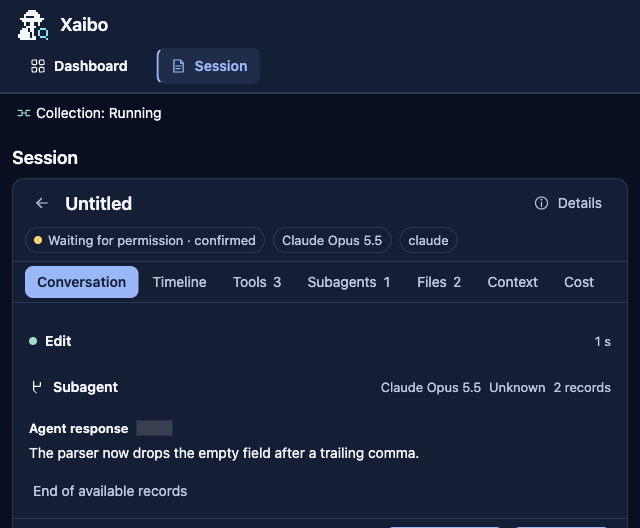 Xaibo
Dashboard
Session
Collection: Running
Session
Untitled
Details
Waiting for permission · confirmed
Claude Opus 5.5
claude
Conversation
Timeline
Tools 3
Subagents 1
Files 2
Context
Cost
Edit
1 s
Subagent
Claude Opus 5.5 Unknown 2 records
Agent response
The parser now drops the empty field after a trailing comma.
End of available records